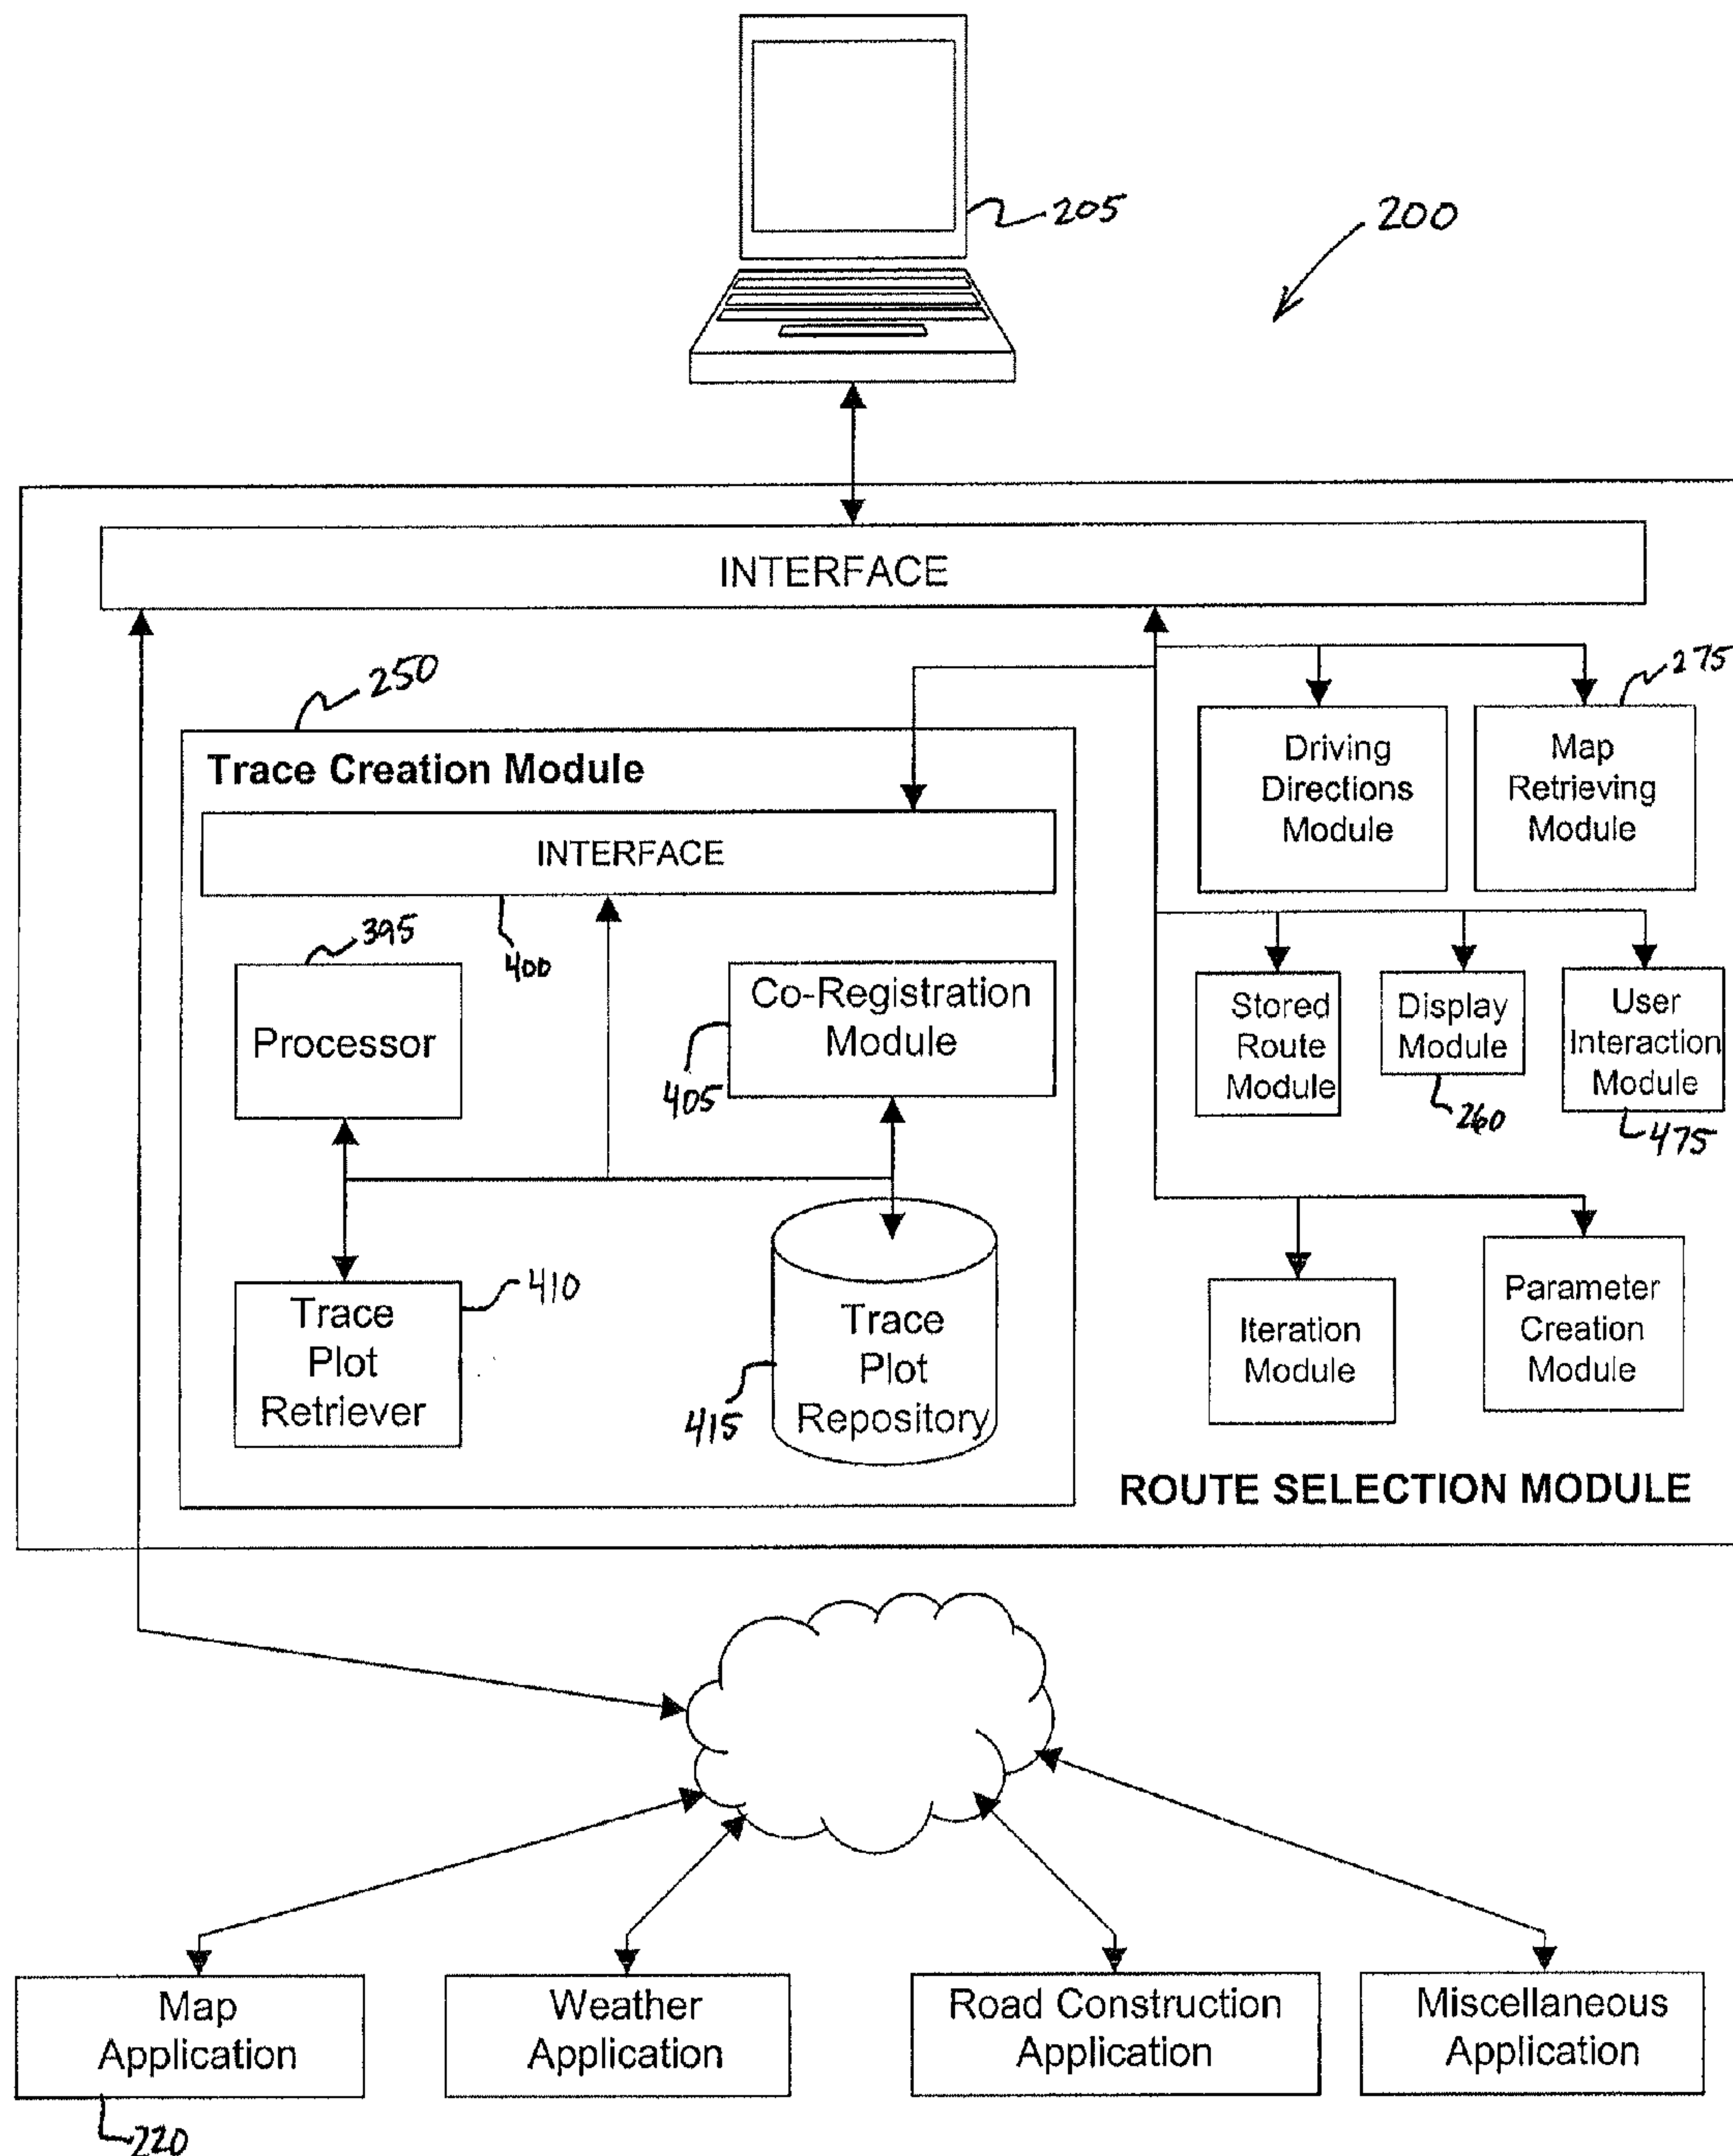 205
200
INTERFACE
250
275
Trace Creation Module
Driving
Directions
Module
Map
Retrieving
Module
INTERFACE
395
400
Processor
Co-Registration
Module
405
Stored
Route
Module
Display
Module
260
User
Interaction
Module
475
410
Trace
Plot
Retriever
Trace
Plot
Repository
415
Iteration
Module
Parameter
Creation
Module
ROUTE SELECTION MODULE
Map
Application
220
Weather
Application
Road Construction
Application
Miscellaneous
Application